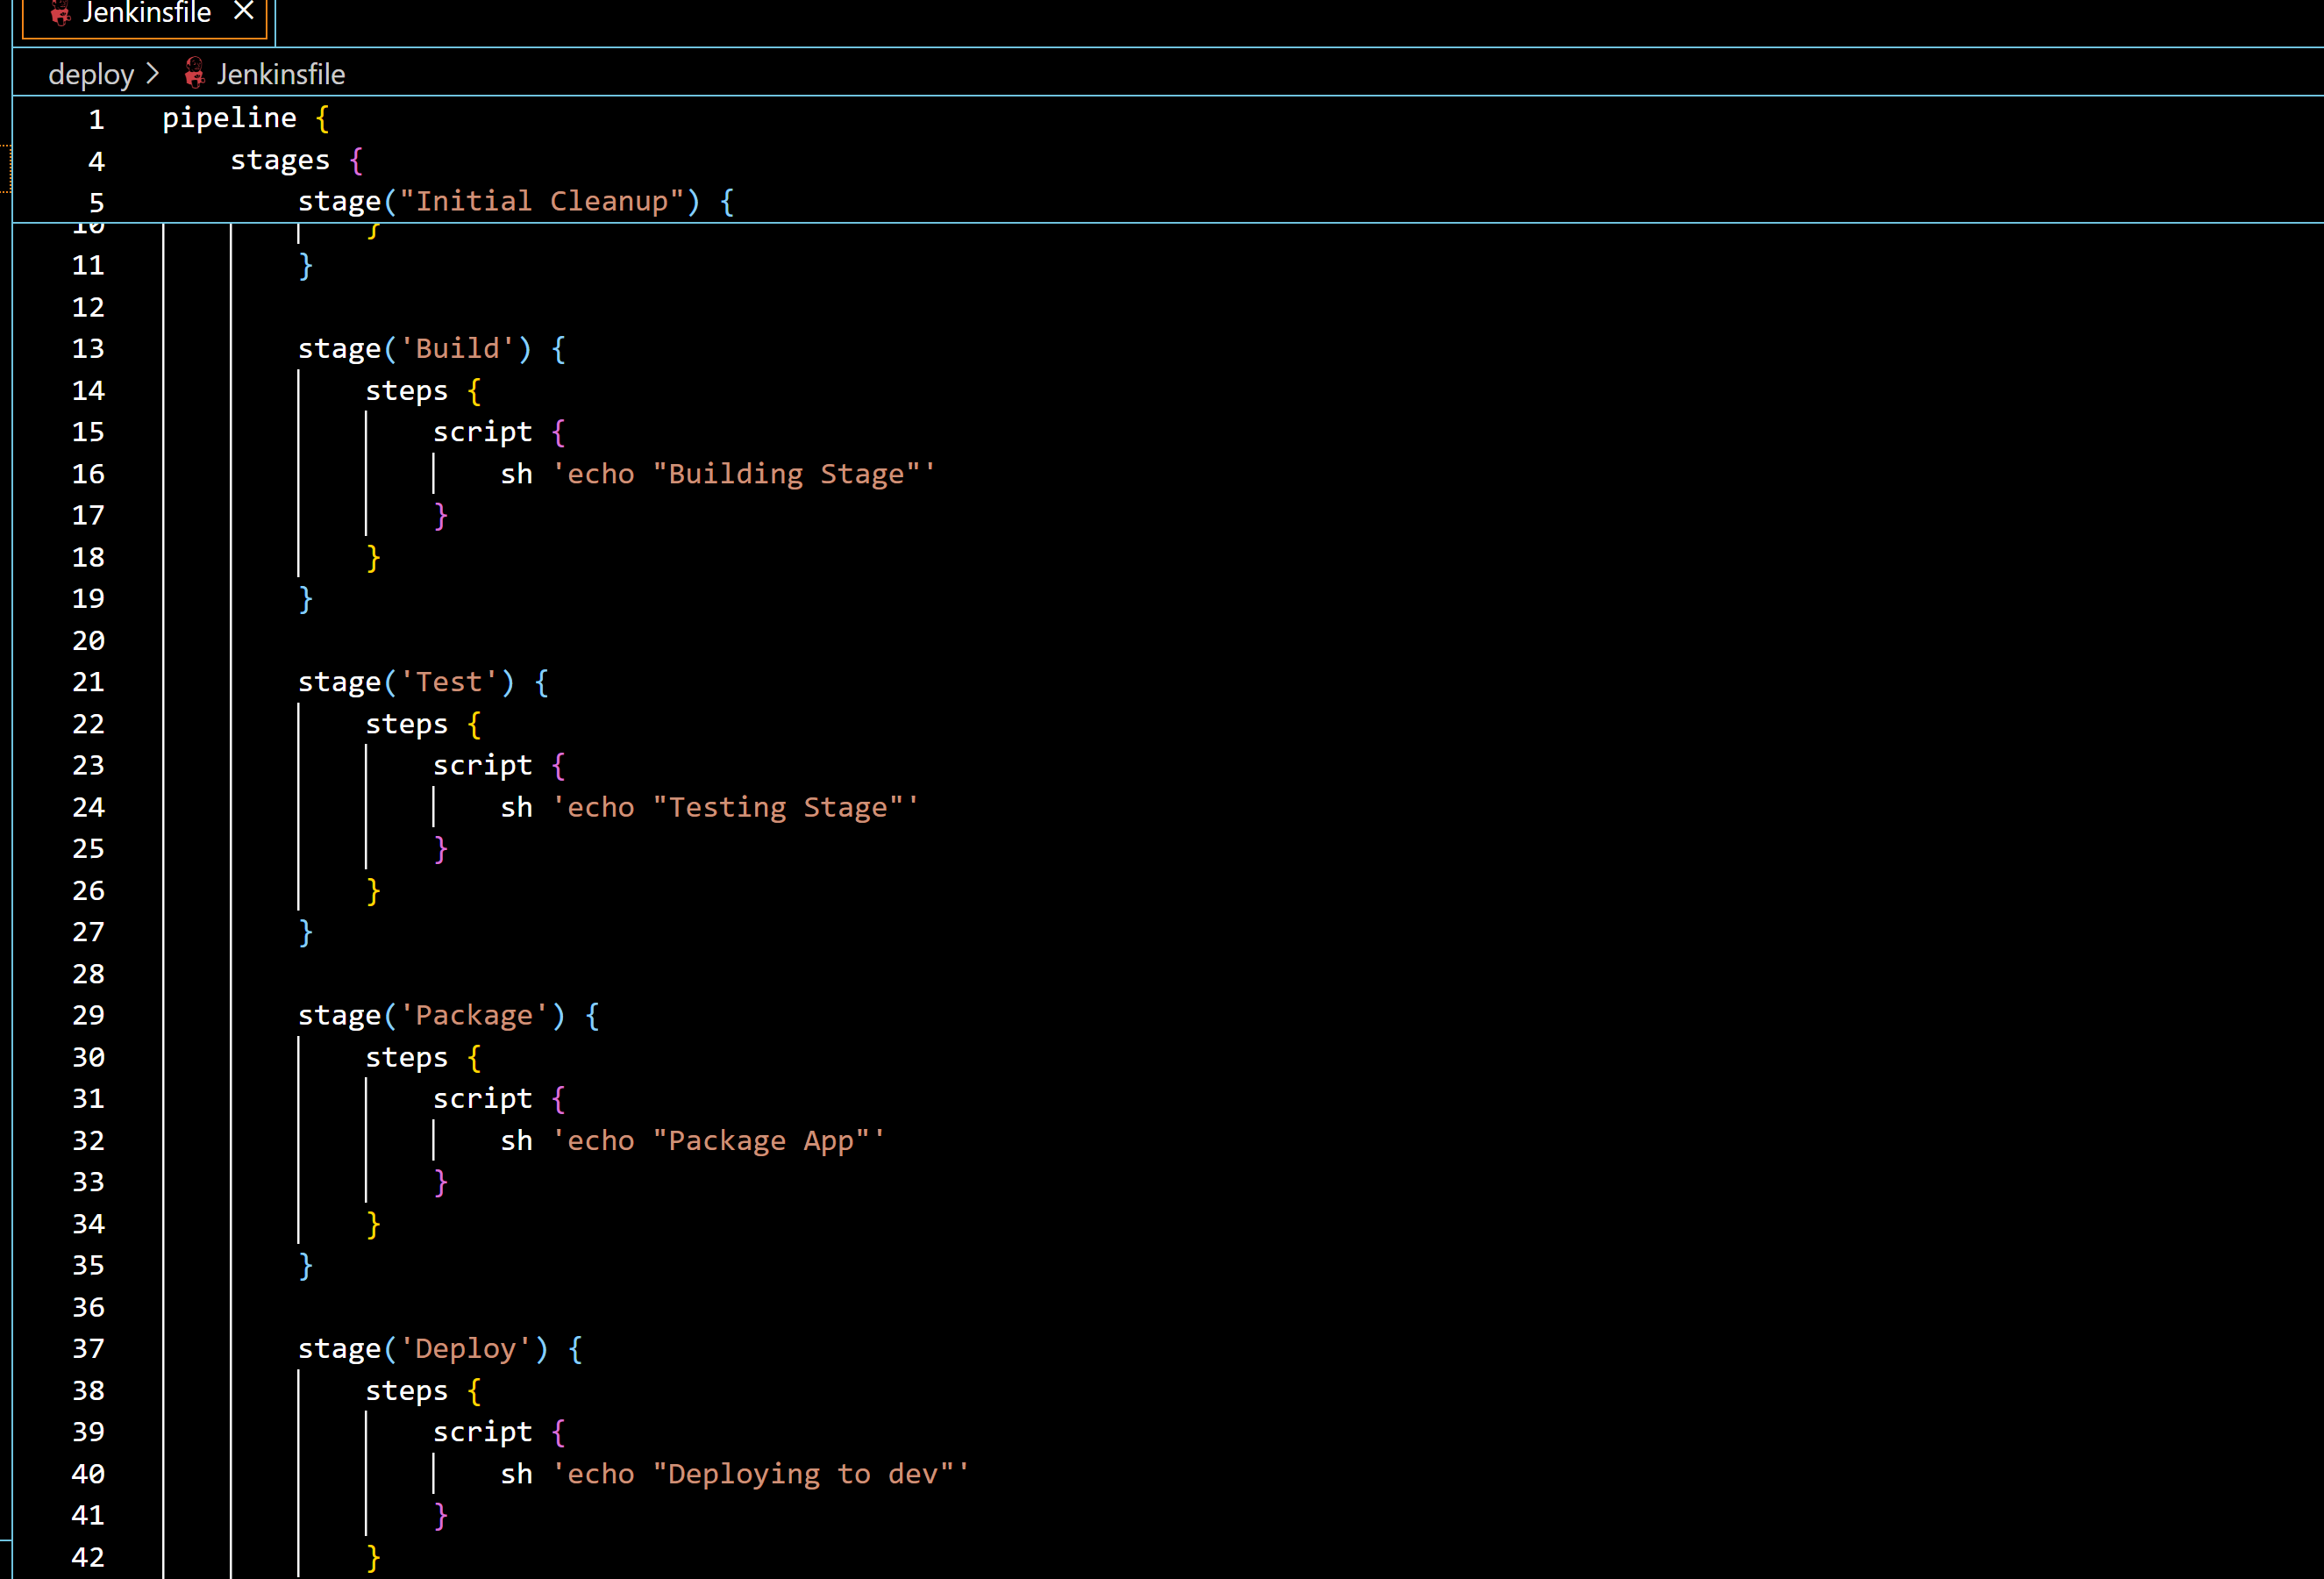 Jenkinsfile ×
deploy > Jenkinsfile
1 pipeline {
4     stages {
5         stage("Initial Cleanup") {
10             }
11         }
12
13         stage('Build') {
14             steps {
15                 script {
16                     sh 'echo "Building Stage"'
17                 }
18             }
19         }
20
21         stage('Test') {
22             steps {
23                 script {
24                     sh 'echo "Testing Stage"'
25                 }
26             }
27         }
28
29         stage('Package') {
30             steps {
31                 script {
32                     sh 'echo "Package App"'
33                 }
34             }
35         }
36
37         stage('Deploy') {
38             steps {
39                 script {
40                     sh 'echo "Deploying to dev"'
41                 }
42             }